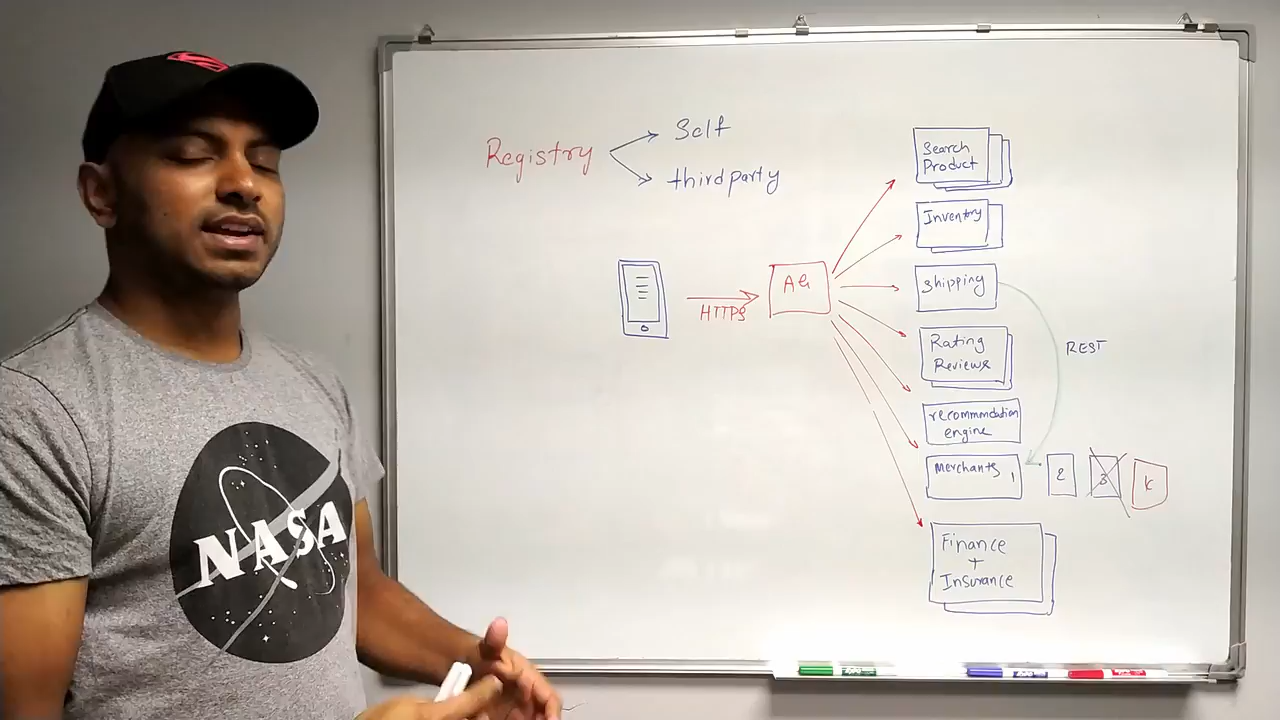 Registry
Self
third party
HTTPS
AG
Search
Product
Inventory
Shipping
Rating
Reviews
recommndation
engine
Merchants 1
2
3
K
REST
Finance
+
Insurance
NASA